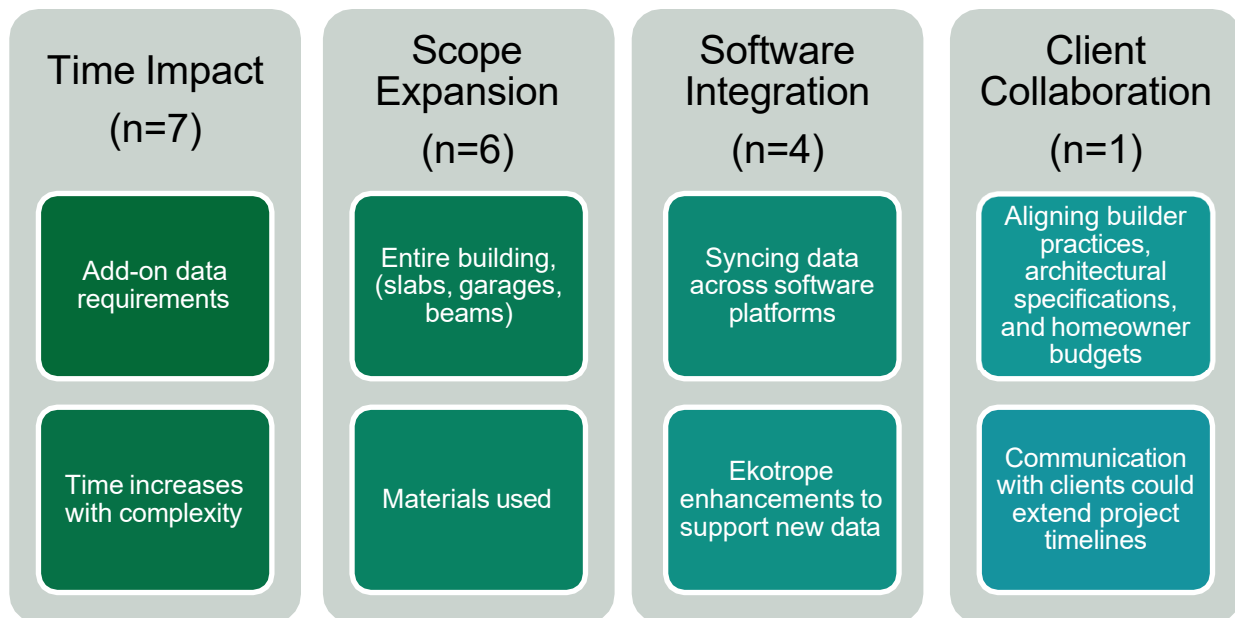 Time Impact
(n=7)
Add-on data
requirements
Time increases
with complexity
Scope
Expansion
(n=6)
Entire building,
(slabs, garages,
beams)
Materials used
Software
Integration
(n=4)
Syncing data
across software
platforms
Ekotrope
enhancements to
support new data
Client
Collaboration
(n=1)
Aligning builder
practices,
architectural
specifications,
and homeowner
budgets
Communication
with clients could
extend project
timelines